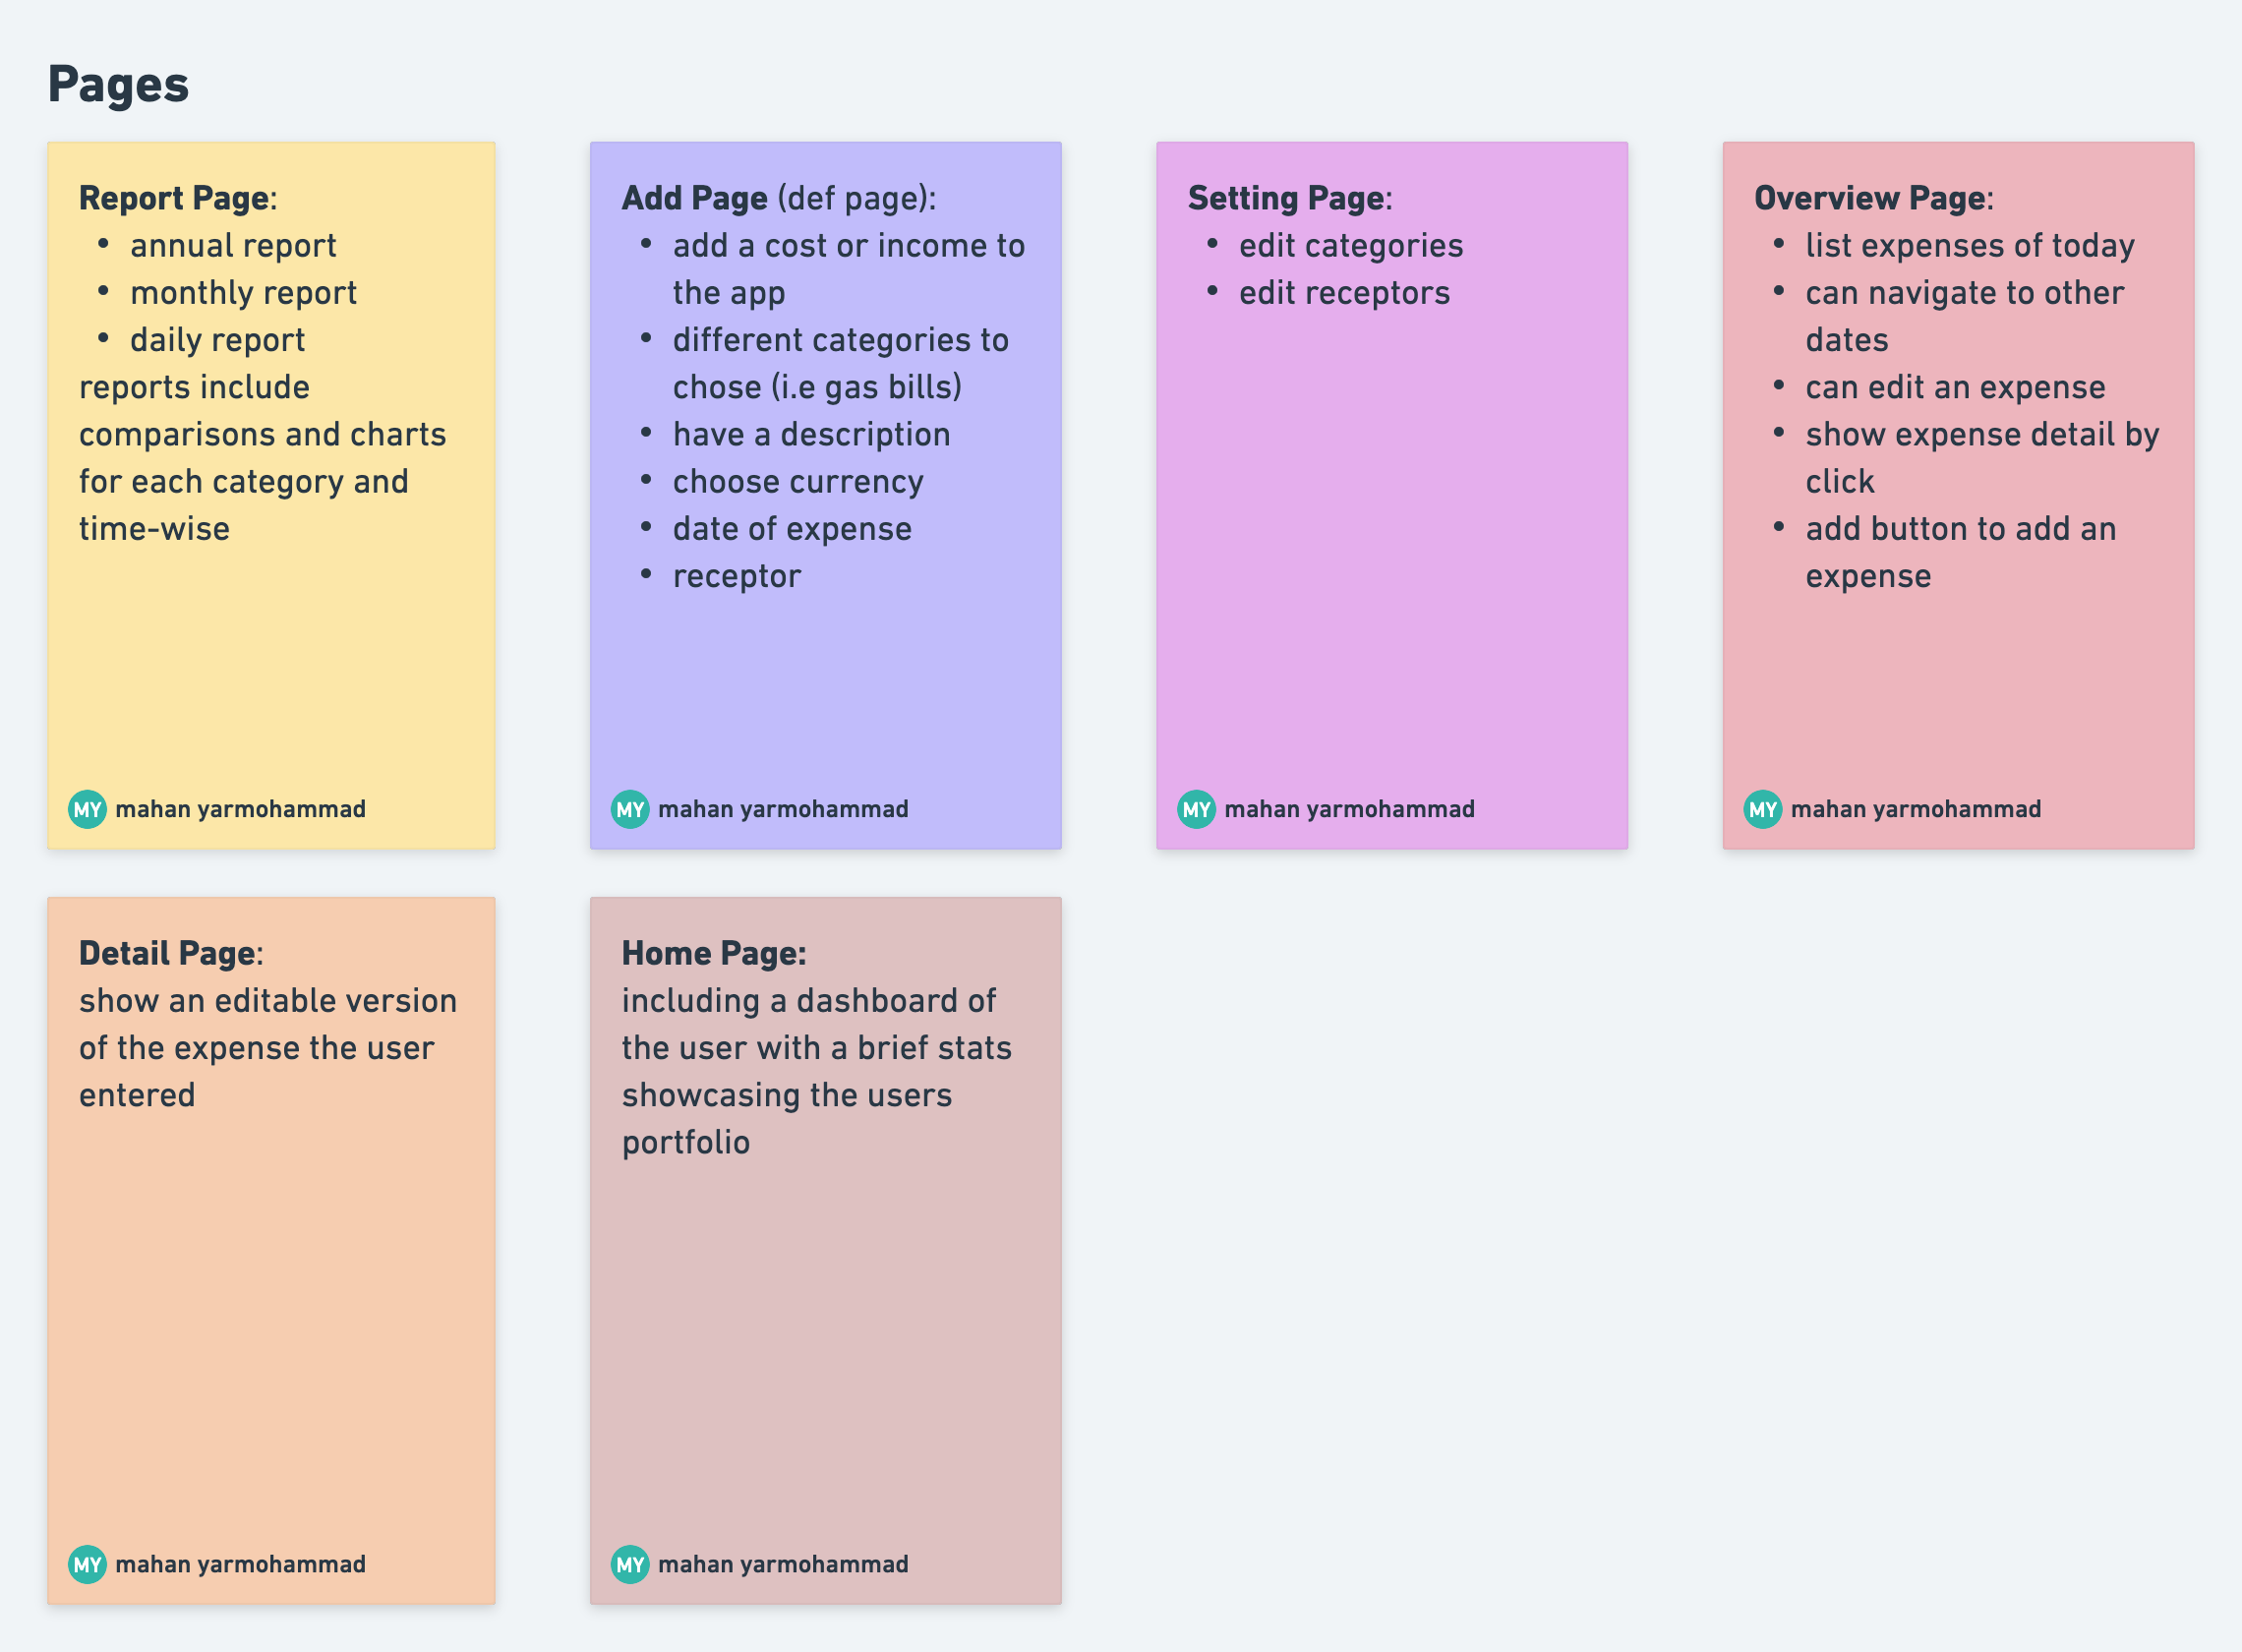 Pages
Report Page:
• annual report
• monthly report
• daily report
reports include
comparisons and charts
for each category and
time-wise
MY mahan yarmohammad
Add Page (def page):
• add a cost or income to
the app
• different categories to
chose (i.e gas bills)
• have a description
• choose currency
• date of expense
• receptor
MY mahan yarmohammad
Setting Page:
• edit categories
• edit receptors
MY mahan yarmohammad
Overview Page:
• list expenses of today
• can navigate to other
dates
• can edit an expense
• show expense detail by
click
• add button to add an
expense
MY mahan yarmohammad
Detail Page:
show an editable version
of the expense the user
entered
MY mahan yarmohammad
Home Page:
including a dashboard of
the user with a brief stats
showcasing the users
portfolio
MY mahan yarmohammad